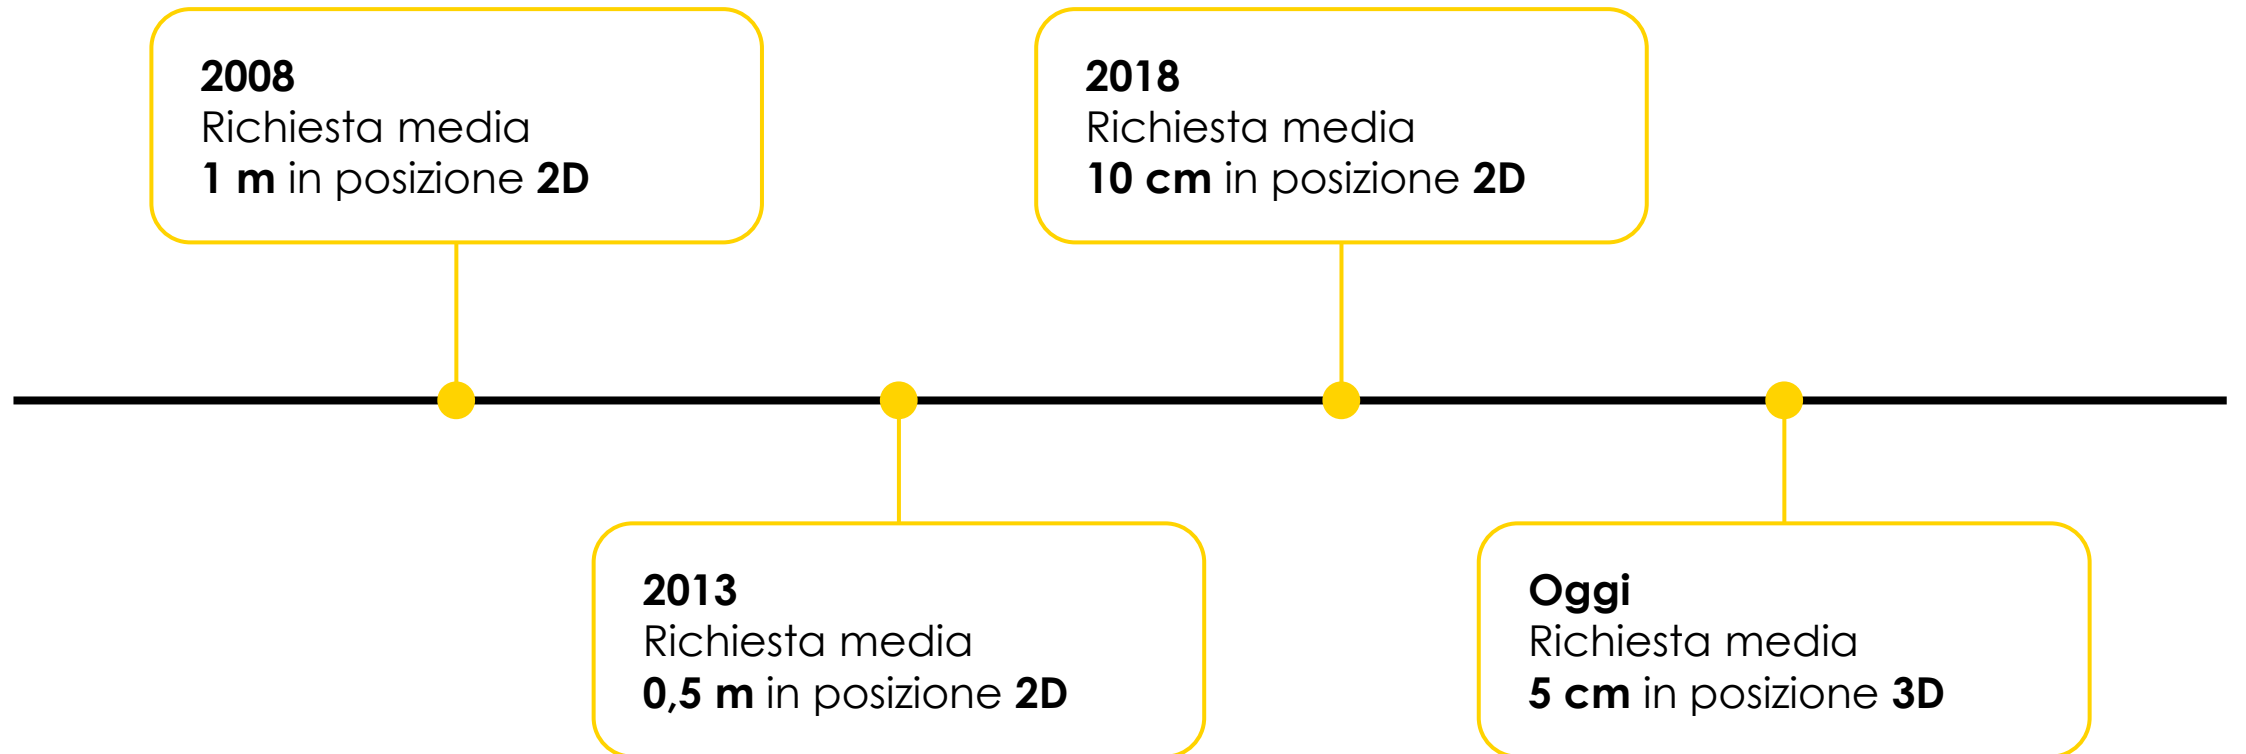 2008
Richiesta media
1 m in posizione 2D
2013
Richiesta media
0,5 m in posizione 2D
2018
Richiesta media
10 cm in posizione 2D
Oggi
Richiesta media
5 cm in posizione 3D